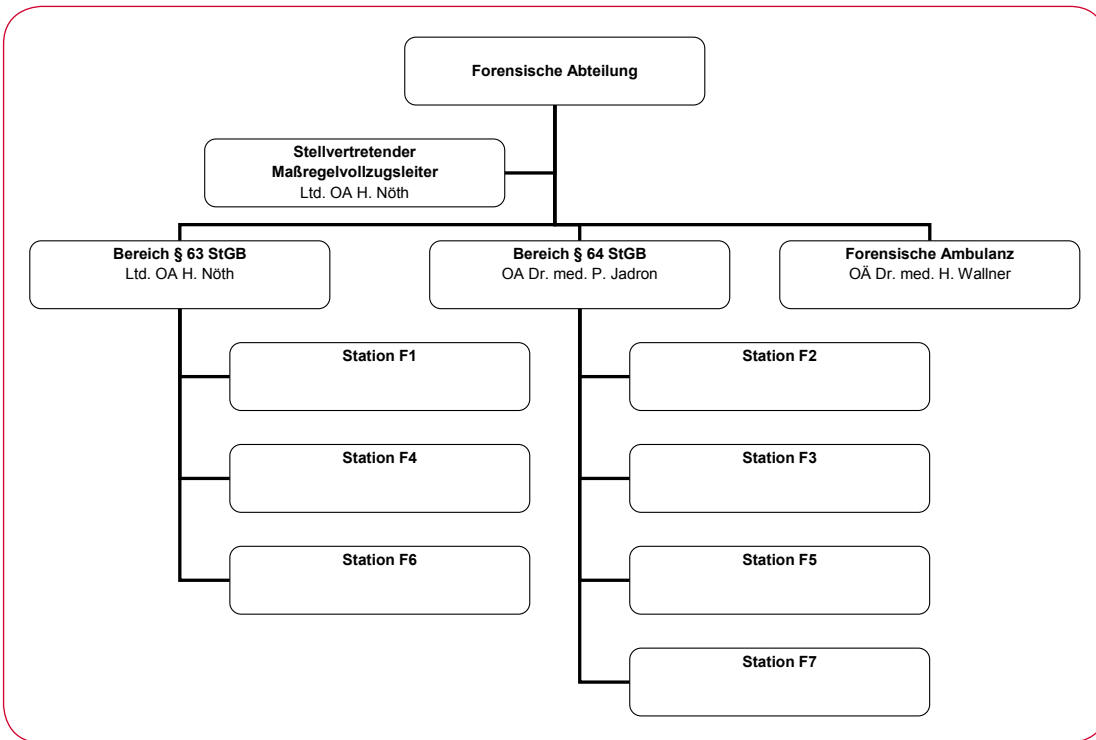 Forensische Abteilung
Stellvertretender
Maßregelvollzugsleiter
Ltd. OA H. Nöth
Bereich § 63 StGB
Ltd. OA H. Nöth
Bereich § 64 StGB
OA Dr. med. P. Jadron
Forensische Ambulanz
OÄ Dr. med. H. Wallner
Station F1
Station F2
Station F4
Station F3
Station F6
Station F5
Station F7